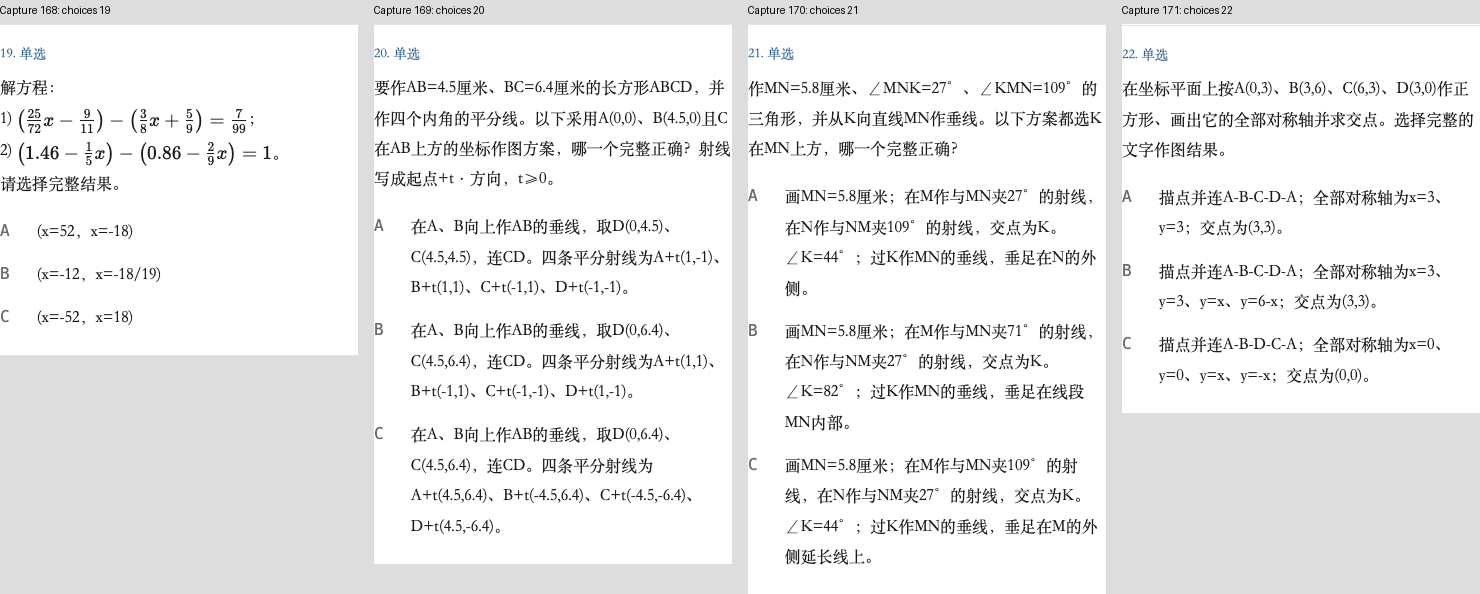 Capture 168: choices 19
19. 单选
解方程：
1) (25/72 x − 9/11) − (3/8 x + 5/9) = 7/99；
2) (1.46 − 1/5 x) − (0.86 − 2/9 x) = 1。
请选择完整结果。
A (x=52，x=-18)
B (x=-12，x=-18/19)
C (x=-52，x=18)
Capture 169: choices 20
20. 单选
要作AB=4.5厘米、BC=6.4厘米的长方形ABCD，并
作四个内角的平分线。以下采用A(0,0)、B(4.5,0)且C
在AB上方的坐标作图方案，哪一个完整正确？射线
写成起点+t · 方向，t⩾0。
A 在A、B向上作AB的垂线，取D(0,4.5)、
C(4.5,4.5)，连CD。四条平分射线为A+t(1,-1)、
B+t(1,1)、C+t(-1,1)、D+t(-1,-1)。
B 在A、B向上作AB的垂线，取D(0,6.4)、
C(4.5,6.4)，连CD。四条平分射线为A+t(1,1)、
B+t(-1,1)、C+t(-1,-1)、D+t(1,-1)。
C 在A、B向上作AB的垂线，取D(0,6.4)、
C(4.5,6.4)，连CD。四条平分射线为
A+t(4.5,6.4)、B+t(-4.5,6.4)、C+t(-4.5,-6.4)、
D+t(4.5,-6.4)。
Capture 170: choices 21
21. 单选
作MN=5.8厘米、∠MNK=27°、∠KMN=109°的
三角形，并从K向直线MN作垂线。以下方案都选K
在MN上方，哪一个完整正确？
A 画MN=5.8厘米；在M作与MN夹27°的射线，
在N作与NM夹109°的射线，交点为K。
∠K=44°；过K作MN的垂线，垂足在N的外
侧。
B 画MN=5.8厘米；在M作与MN夹71°的射线，
在N作与NM夹27°的射线，交点为K。
∠K=82°；过K作MN的垂线，垂足在线段
MN内部。
C 画MN=5.8厘米；在M作与MN夹109°的射
线，在N作与NM夹27°的射线，交点为K。
∠K=44°；过K作MN的垂线，垂足在M的外
侧延长线上。
Capture 171: choices 22
22. 单选
在坐标平面上按A(0,3)、B(3,6)、C(6,3)、D(3,0)作正
方形、画出它的全部对称轴并求交点。选择完整的
文字作图结果。
A 描点并连A-B-C-D-A；全部对称轴为x=3、
y=3；交点为(3,3)。
B 描点并连A-B-C-D-A；全部对称轴为x=3、
y=3、y=x、y=6-x；交点为(3,3)。
C 描点并连A-B-D-C-A；全部对称轴为x=0、
y=0、y=x、y=-x；交点为(0,0)。